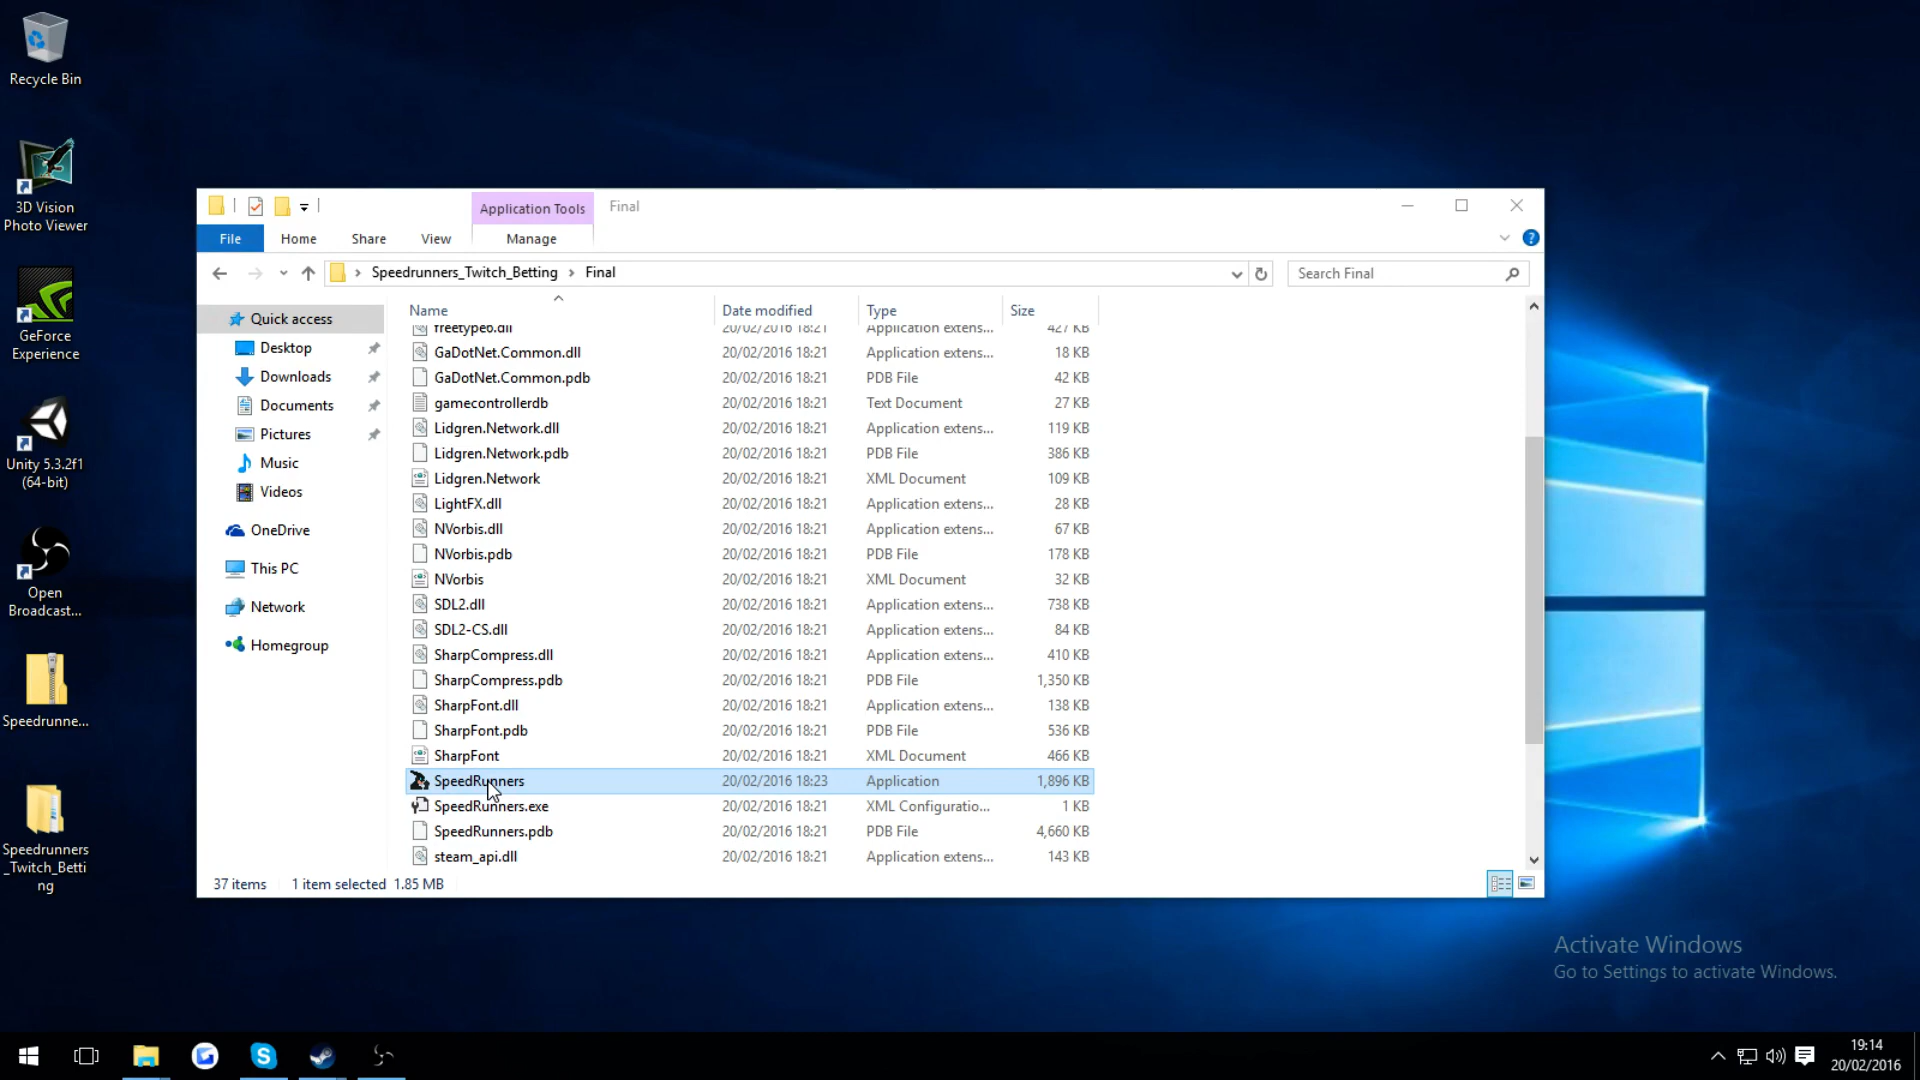 Recycle Bin
3D Vision
Photo Viewer
GeForce
Experience
Unity 5.3.2f1
(64-bit)
Open
Broadcast...
Speedrunne...
Speedrunners
_Twitch_Betti
ng
Application Tools
Final
File
Home
Share
View
Manage
Speedrunners_Twitch_Betting
Final
Search Final
Quick access
Desktop
Downloads
Documents
Pictures
Music
Videos
OneDrive
This PC
Network
Homegroup
Name Date modified Type Size
freetype6.dll 20/02/2016 18:21 Application extens... 427 KB
GaDotNet.Common.dll 20/02/2016 18:21 Application extens... 18 KB
GaDotNet.Common.pdb 20/02/2016 18:21 PDB File 42 KB
gamecontrollerdb 20/02/2016 18:21 Text Document 27 KB
Lidgren.Network.dll 20/02/2016 18:21 Application extens... 119 KB
Lidgren.Network.pdb 20/02/2016 18:21 PDB File 386 KB
Lidgren.Network 20/02/2016 18:21 XML Document 109 KB
LightFX.dll 20/02/2016 18:21 Application extens... 28 KB
NVorbis.dll 20/02/2016 18:21 Application extens... 67 KB
NVorbis.pdb 20/02/2016 18:21 PDB File 178 KB
NVorbis 20/02/2016 18:21 XML Document 32 KB
SDL2.dll 20/02/2016 18:21 Application extens... 738 KB
SDL2-CS.dll 20/02/2016 18:21 Application extens... 84 KB
SharpCompress.dll 20/02/2016 18:21 Application extens... 410 KB
SharpCompress.pdb 20/02/2016 18:21 PDB File 1,350 KB
SharpFont.dll 20/02/2016 18:21 Application extens... 138 KB
SharpFont.pdb 20/02/2016 18:21 PDB File 536 KB
SharpFont 20/02/2016 18:21 XML Document 466 KB
SpeedRunners 20/02/2016 18:23 Application 1,896 KB
SpeedRunners.exe 20/02/2016 18:21 XML Configuratio... 1 KB
SpeedRunners.pdb 20/02/2016 18:21 PDB File 4,660 KB
steam_api.dll 20/02/2016 18:21 Application extens... 143 KB
37 items 1 item selected 1.85 MB
Activate Windows
Go to Settings to activate Windows.
19:14
20/02/2016